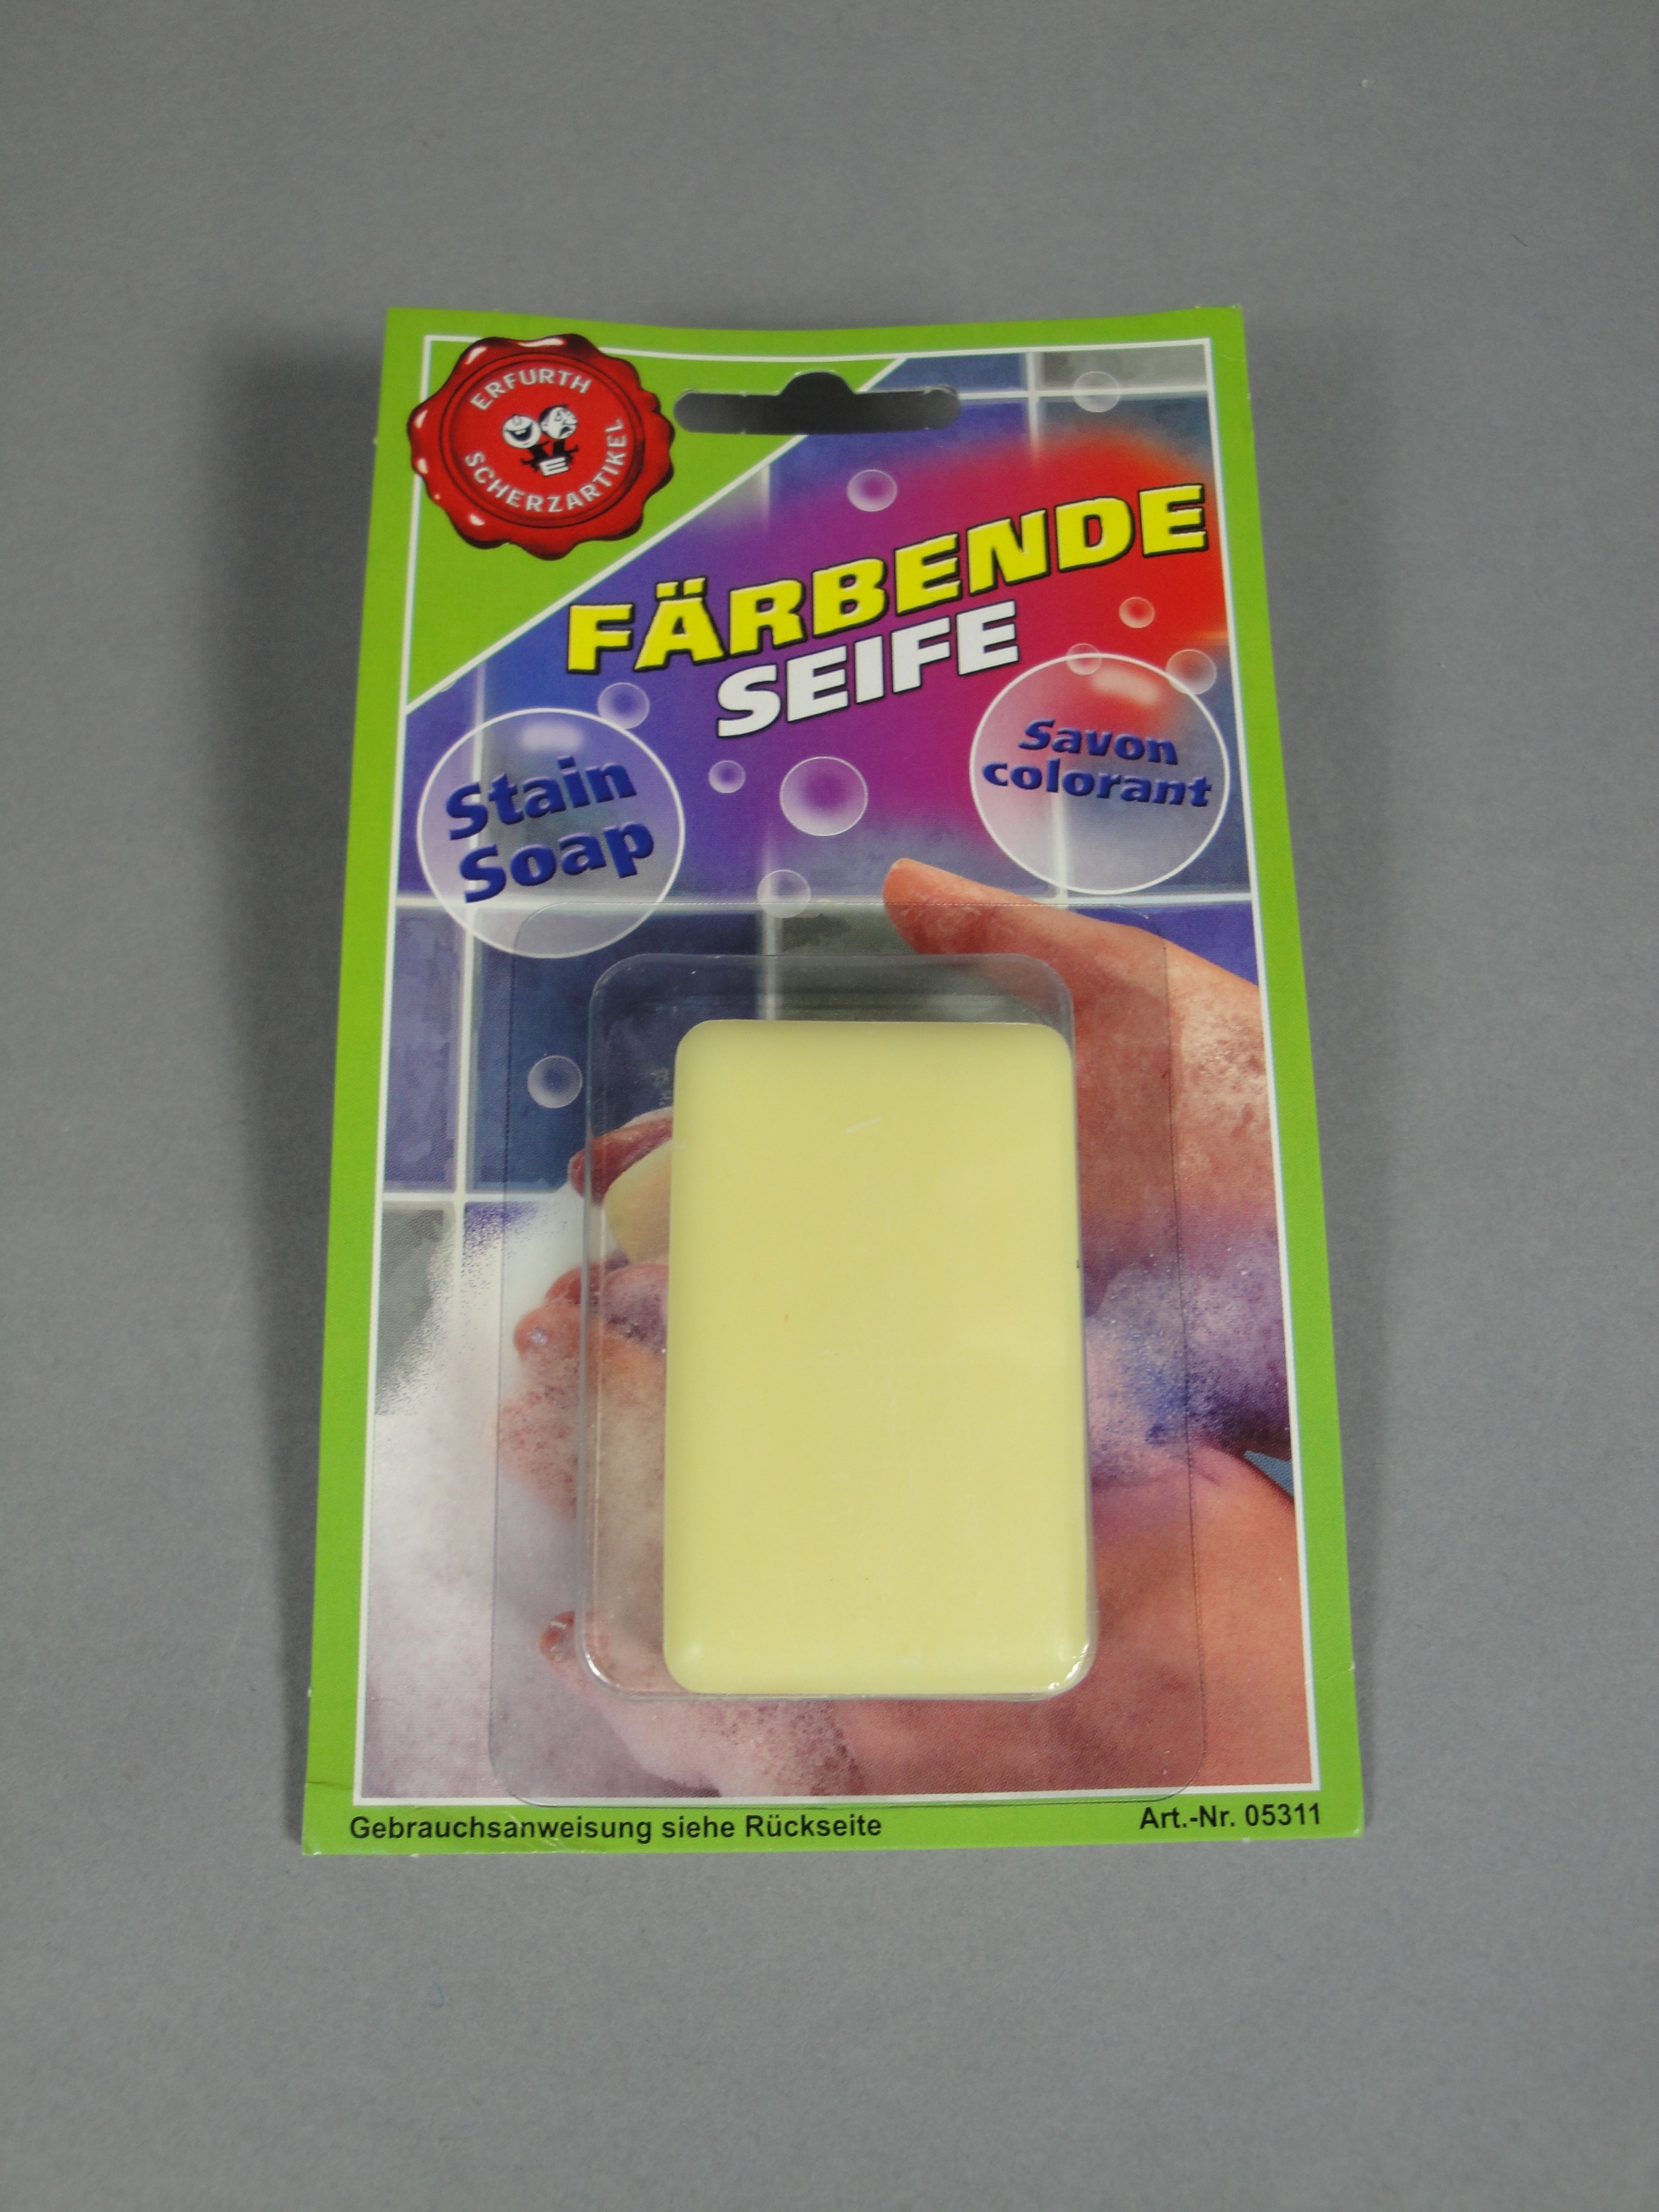 ERFURTH
SCHERZARTIKEL
E
FÄRBENDE
SEIFE
Stain
Soap
Savon
colorant
Gebrauchsanweisung siehe Rückseite
Art.-Nr. 05311